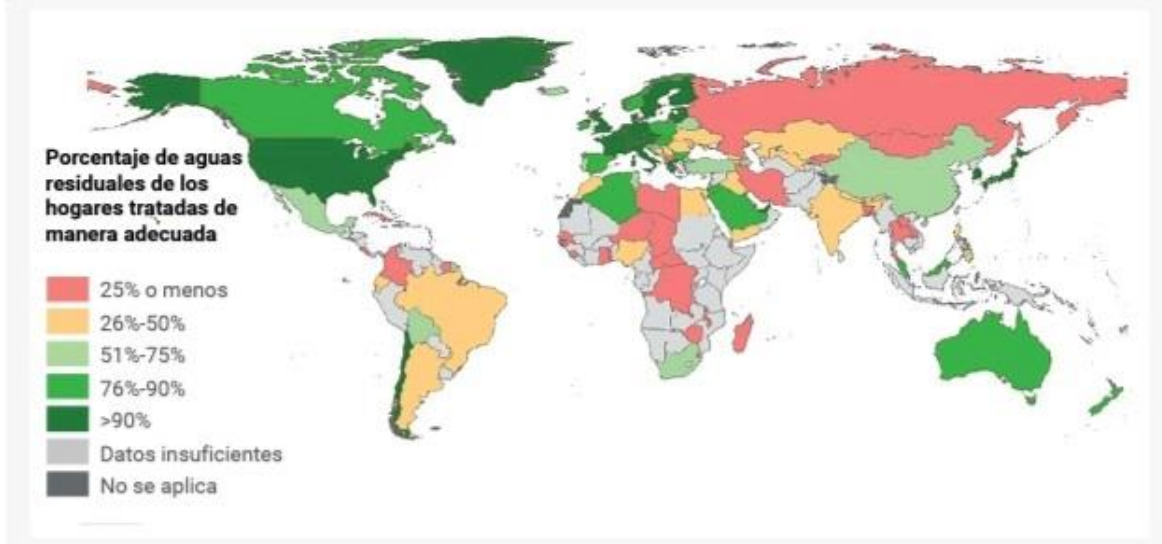 Porcentaje de aguas
residuales de los
hogares tratadas de
manera adecuada
25% o menos
26%-50%
51%-75%
76%-90%
>90%
Datos insuficientes
No se aplica